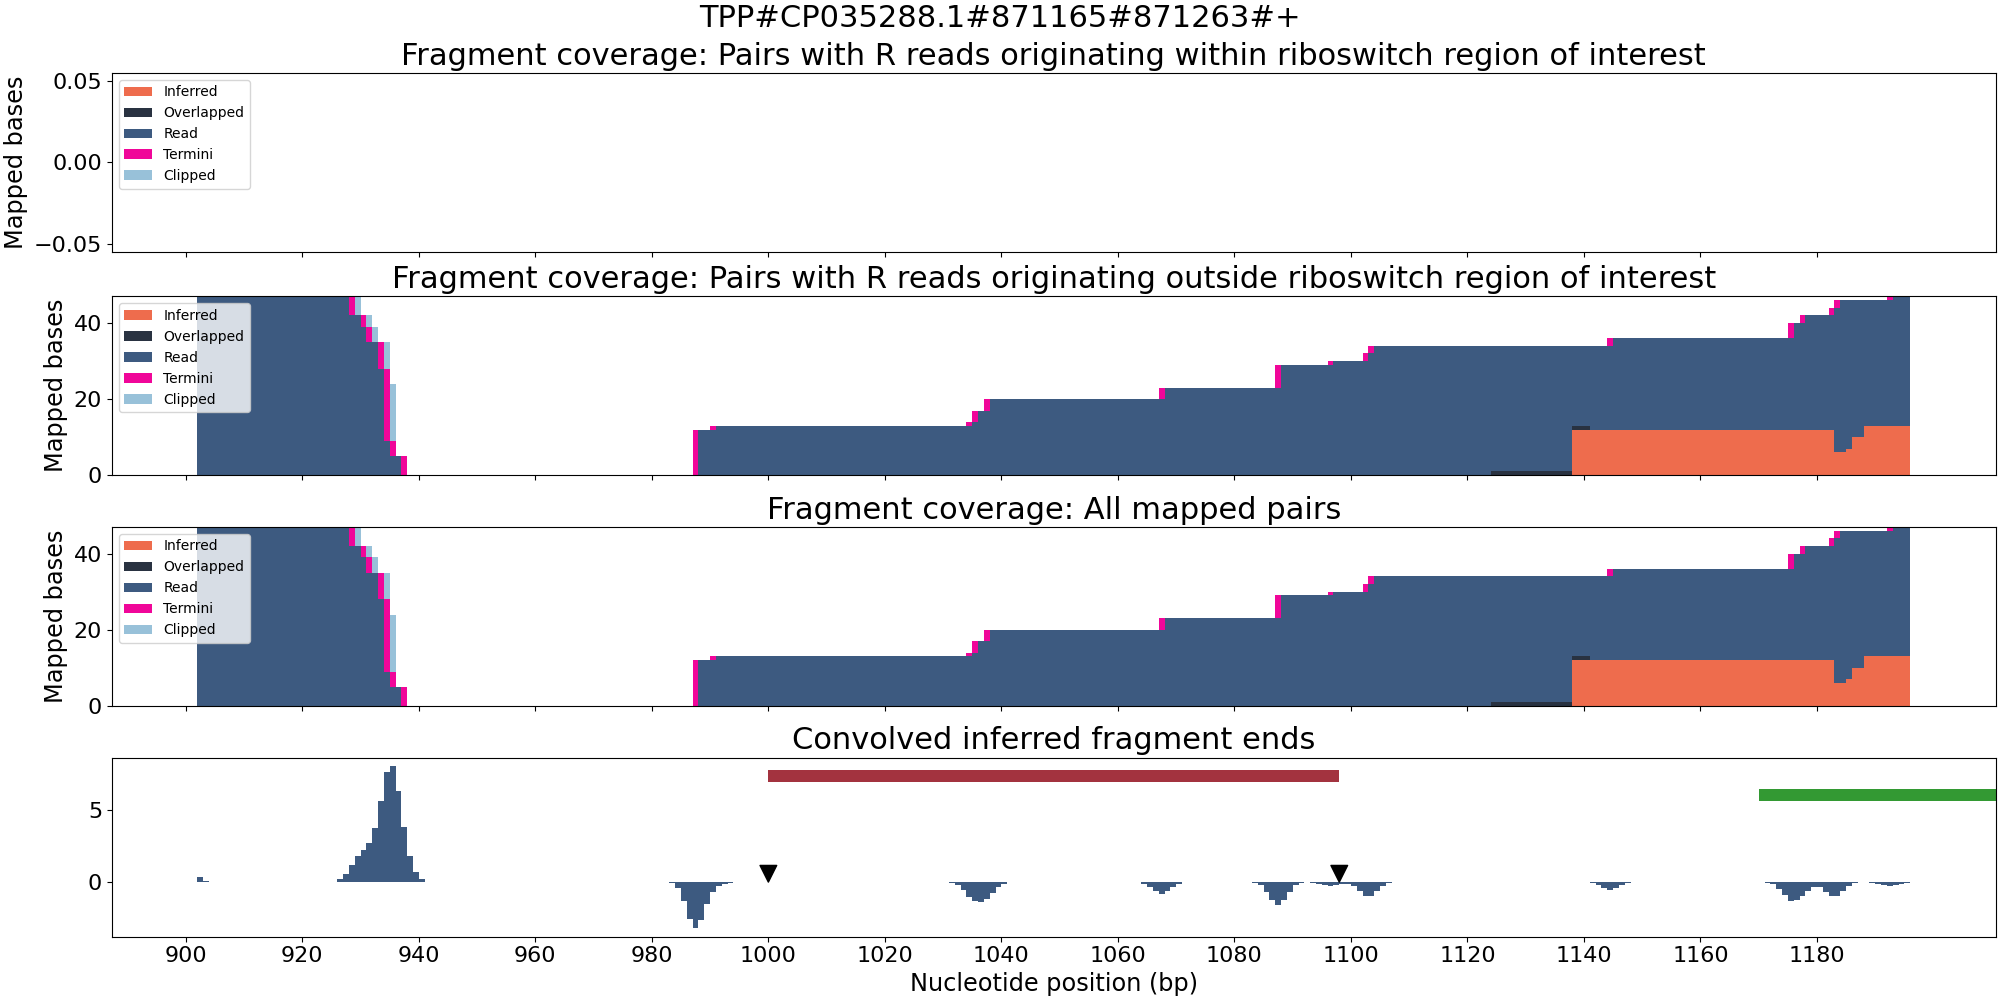 TPP#CP035288.1#871165#871263#+
Fragment coverage: Pairs with R reads originating within riboswitch region of interest
Mapped bases
0.05
0.00
−0.05
Inferred
Overlapped
Read
Termini
Clipped
Fragment coverage: Pairs with R reads originating outside riboswitch region of interest
Mapped bases
40
20
0
Inferred
Overlapped
Read
Termini
Clipped
Fragment coverage: All mapped pairs
Mapped bases
40
20
0
Inferred
Overlapped
Read
Termini
Clipped
Convolved inferred fragment ends
5
0
900 920 940 960 980 1000 1020 1040 1060 1080 1100 1120 1140 1160 1180
Nucleotide position (bp)